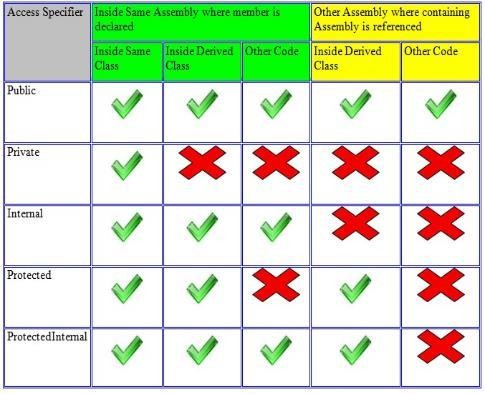 Access Specifier
Inside Same Assembly where member is
declared
Other Assembly where containing
Assembly is referenced
Inside Same
Class
Inside Derived
Class
Other Code
Inside Derived
Class
Other Code
Public
Private
Internal
Protected
ProtectedInternal